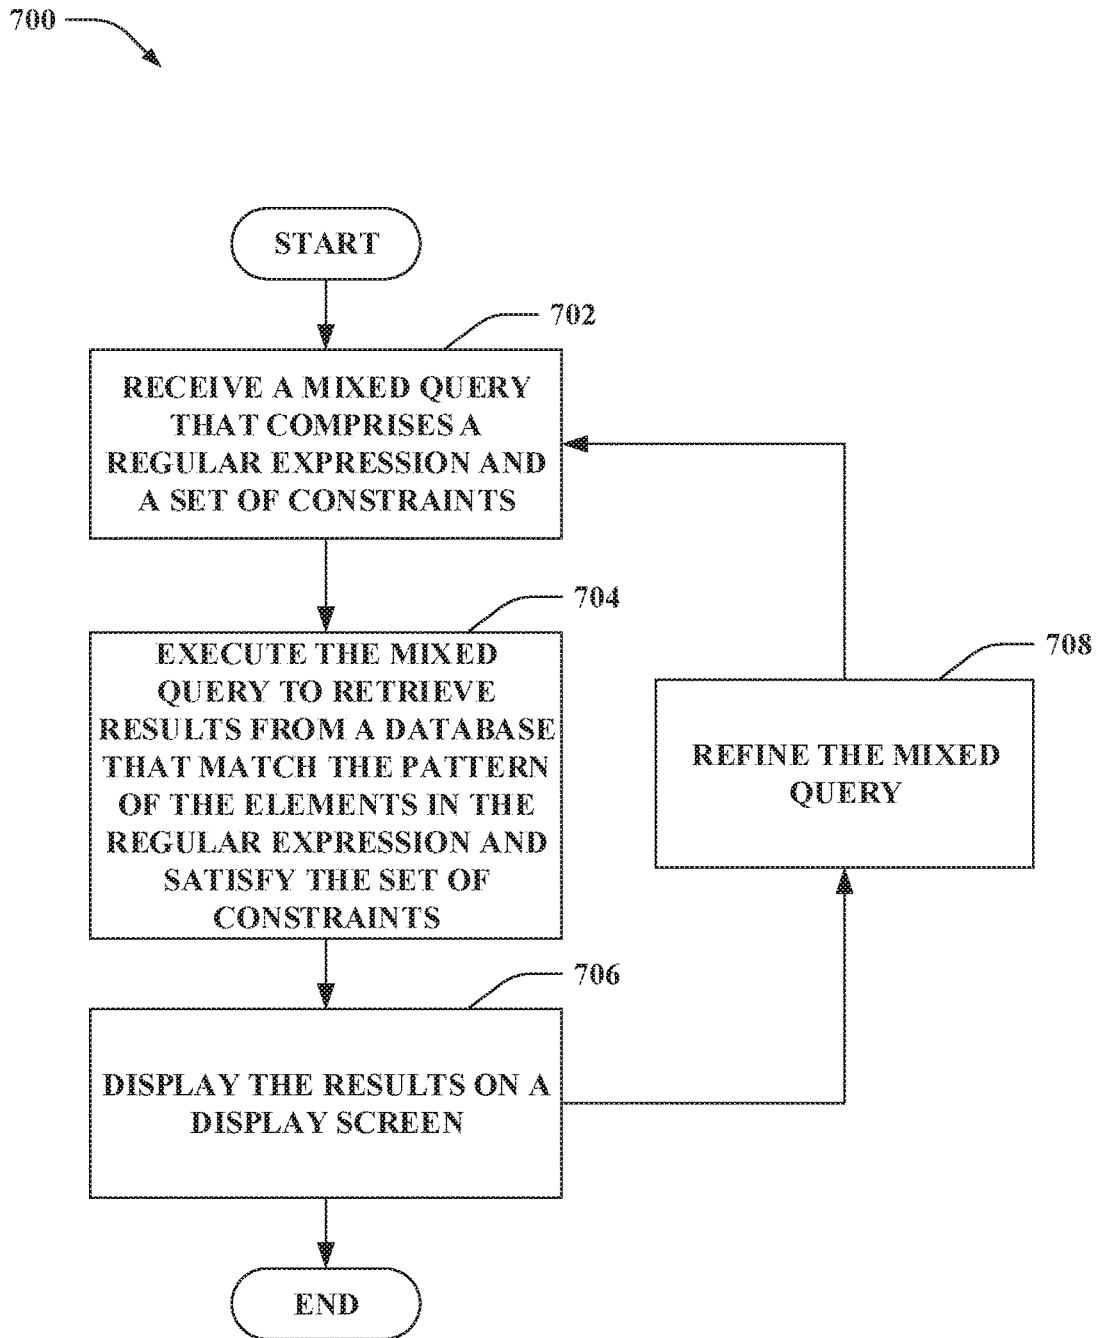 700
START
702
RECEIVE A MIXED QUERY
THAT COMPRISES A
REGULAR EXPRESSION AND
A SET OF CONSTRAINTS
704
EXECUTE THE MIXED
QUERY TO RETRIEVE
RESULTS FROM A DATABASE
THAT MATCH THE PATTERN
OF THE ELEMENTS IN THE
REGULAR EXPRESSION AND
SATISFY THE SET OF
CONSTRAINTS
708
REFINE THE MIXED
QUERY
706
DISPLAY THE RESULTS ON A
DISPLAY SCREEN
END